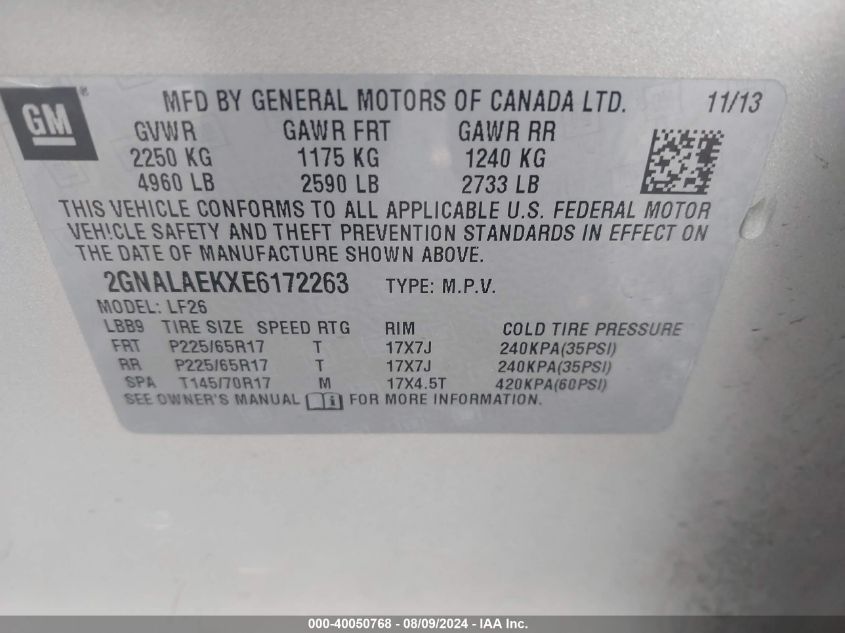 GM®
MFD BY GENERAL MOTORS OF CANADA LTD. 11/13
GVWR GAWR FRT GAWR RR
2250 KG 1175 KG 1240 KG
4960 LB 2590 LB 2733 LB
THIS VEHICLE CONFORMS TO ALL APPLICABLE U.S. FEDERAL MOTOR
VEHICLE SAFETY AND THEFT PREVENTION STANDARDS IN EFFECT ON
THE DATE OF MANUFACTURE SHOWN ABOVE.
2GNALAEKXE6172263 TYPE: M.P.V.
MODEL: LF26
LBB9 TIRE SIZE SPEED RTG RIM COLD TIRE PRESSURE
FRT P225/65R17 T 17X7J 240KPA(35PSI)
RR P225/65R17 T 17X7J 240KPA(35PSI)
SPA T145/70R17 M 17X4.5T 420KPA(60PSI)
SEE OWNER'S MANUAL i FOR MORE INFORMATION.
000-40050768 - 08/09/2024 - IAA Inc.